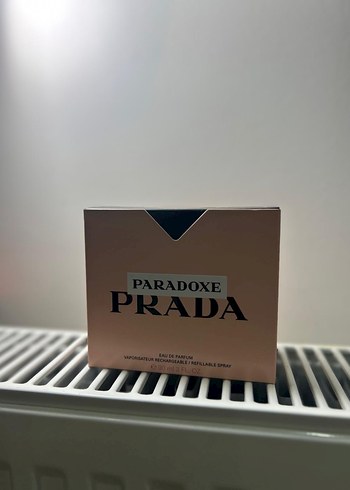 PARADOXE
PRADA
EAU DE PARFUM
VAPORISATEUR RECHARGEABLE / REFILLABLE SPRAY